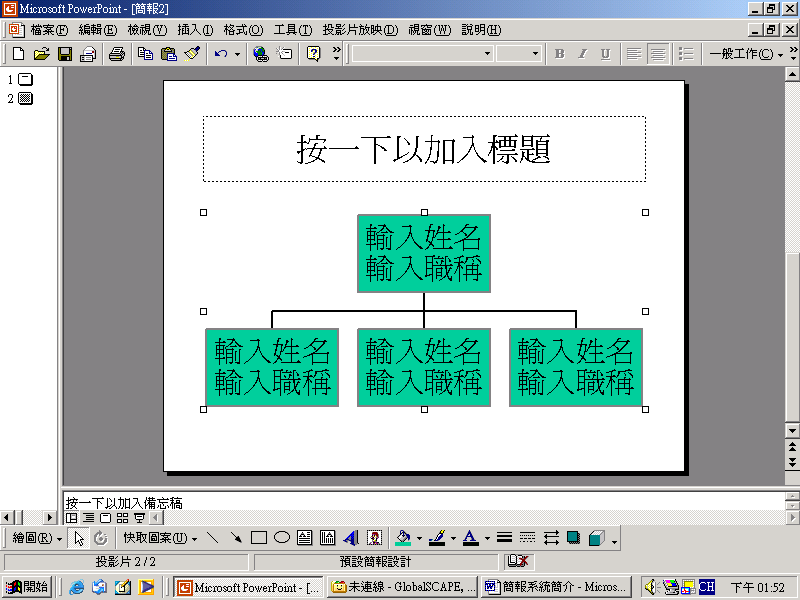 Microsoft PowerPoint - [簡報2]
檔案(F) 編輯(E) 檢視(V) 插入(I) 格式(O) 工具(T) 投影片放映(D) 視窗(W) 說明(H)
B I U 一般工作(C)
1
2
按一下以加入標題
輸入姓名
輸入職稱
輸入姓名 輸入姓名 輸入姓名
輸入職稱 輸入職稱 輸入職稱
按一下以加入備忘稿
繪圖(R) 快取圖案(U)
投影片 2 / 2 預設簡報設計
開始 Microsoft PowerPoint - [... 未連線 - GlobalSCAPE, ... 簡報系統簡介 - Micros... CH 下午 01:52